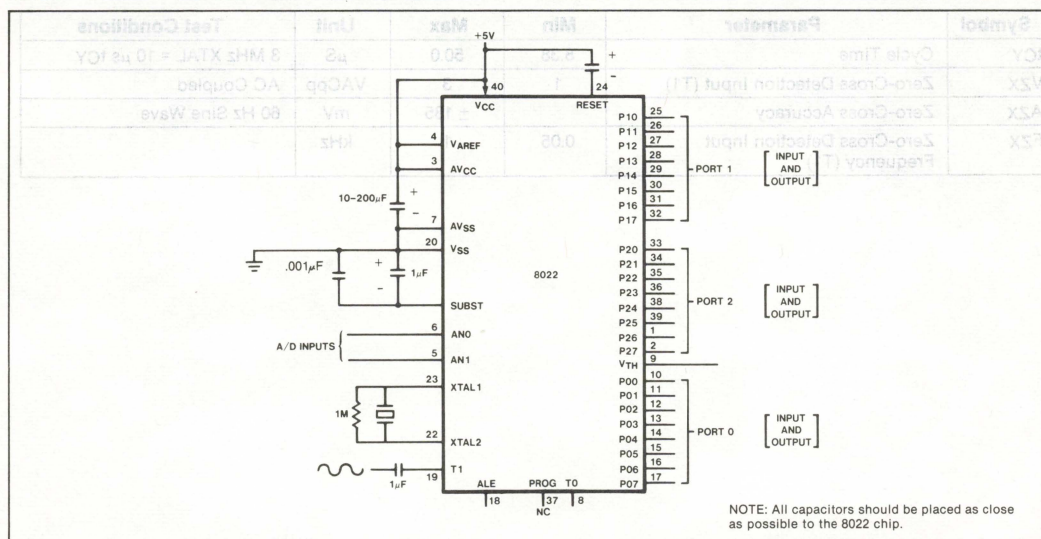 Symbol Parameter Min Max Unit Test Conditions
Cycle Time 8.38 50.0 µS 3 MHz XTAL = 10 µs tCY
Zero-Cross Detection Input (T1) 1 3 VACpp AC Coupled
Zero-Cross Accuracy ± 135 mV 60 Hz Sine Wave
Zero-Cross Detection Input 0.05 kHz
Frequency
+5V
+
-
40
24
VCC
RESET
4 VAREF
3 AVCC
10-200µF
+
-
7 AVSS
20 VSS
.001µF
+
-
1µF
SUBST
6 AN0
A/D INPUTS
5 AN1
23 XTAL1
1M
22 XTAL2
19 T1
1µF
8022
ALE
18
PROG
37
NC
T0
8
P10 25
P11 26
P12 27
P13 28
P14 29
P15 30
P16 31
P17 32
PORT 1
INPUT
AND
OUTPUT
P20 33
P21 34
P22 35
P23 36
P24 38
P25 39
P26 1
P27 2
PORT 2
INPUT
AND
OUTPUT
VTH 9
P00 10
P01 11
P02 12
P03 13
P04 14
P05 15
P06 16
P07 17
PORT 0
INPUT
AND
OUTPUT
NOTE: All capacitors should be placed as close
as possible to the 8022 chip.